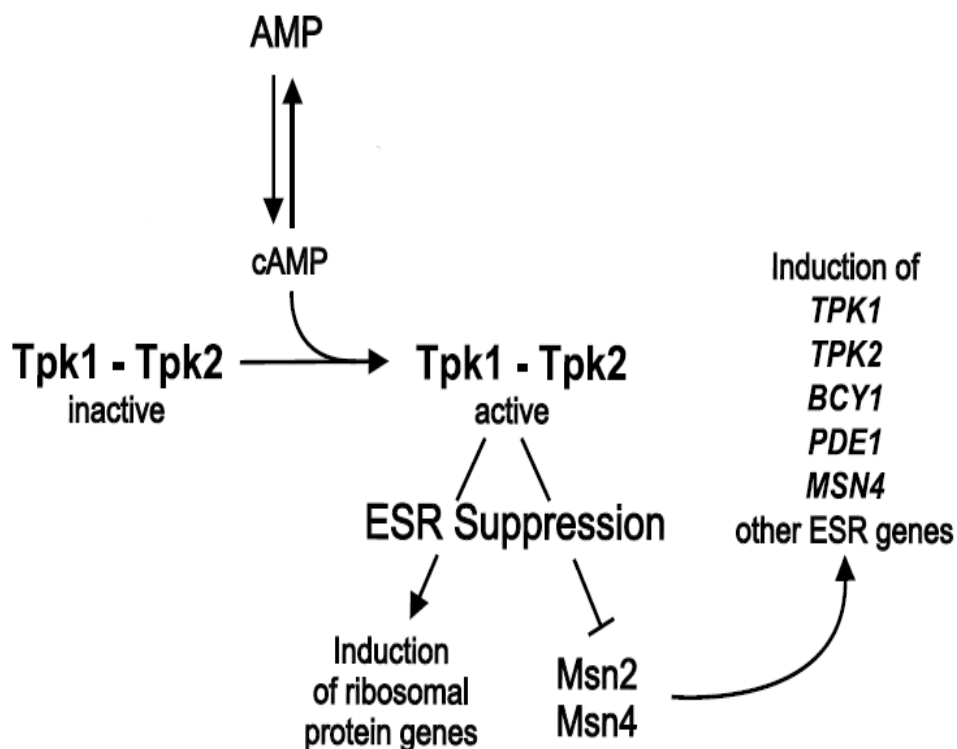 AMP
cAMP
Tpk1 - Tpk2
inactive
Tpk1 - Tpk2
active
ESR Suppression
Induction
of ribosomal
protein genes
Msn2
Msn4
Induction of
TPK1
TPK2
BCY1
PDE1
MSN4
other ESR genes